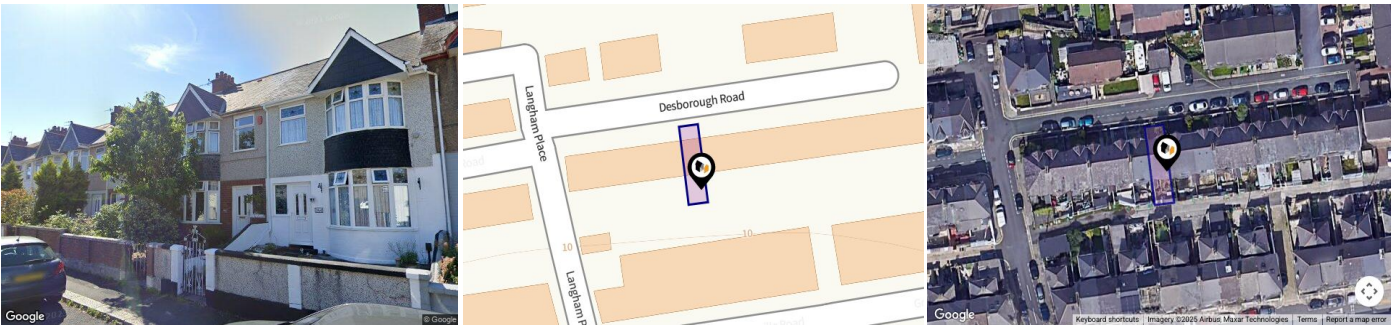 Desborough Road
Langham Place
10
10
Langham P
Google
© Google
Google
Keyboard shortcuts
Imagery ©2025 Airbus, Maxar Technologies
Terms
Report a map error